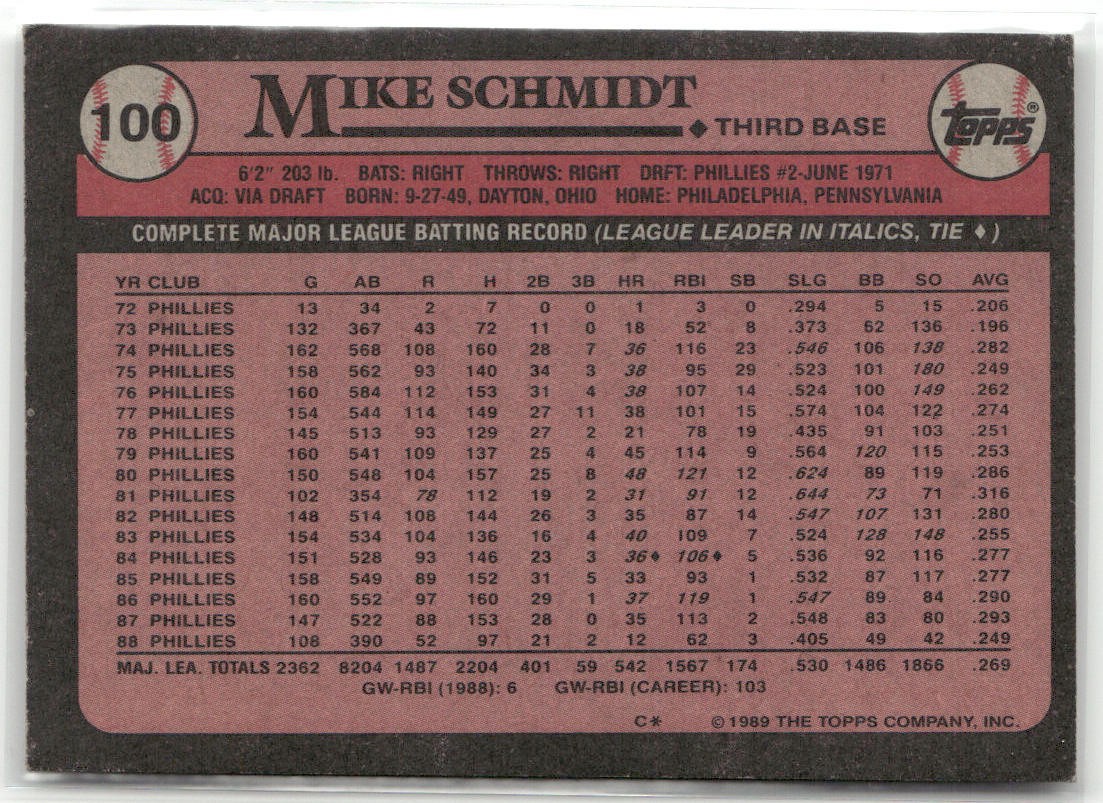 100
MIKE SCHMIDT
♦ THIRD BASE
topps®
6'2" 203 lb. BATS: RIGHT THROWS: RIGHT DRFT: PHILLIES #2-JUNE 1971
ACQ: VIA DRAFT BORN: 9-27-49, DAYTON, OHIO HOME: PHILADELPHIA, PENNSYLVANIA
COMPLETE MAJOR LEAGUE BATTING RECORD (LEAGUE LEADER IN ITALICS, TIE ♦)
YR CLUB G AB R H 2B 3B HR RBI SB SLG BB SO AVG
72 PHILLIES 13 34 2 7 0 0 1 3 0 .294 5 15 .206
73 PHILLIES 132 367 43 72 11 0 18 52 8 .373 62 136 .196
74 PHILLIES 162 568 108 160 28 7 36 116 23 .546 106 138 .282
75 PHILLIES 158 562 93 140 34 3 38 95 29 .523 101 180 .249
76 PHILLIES 160 584 112 153 31 4 38 107 14 .524 100 149 .262
77 PHILLIES 154 544 114 149 27 11 38 101 15 .574 104 122 .274
78 PHILLIES 145 513 93 129 27 2 21 78 19 .435 91 103 .251
79 PHILLIES 160 541 109 137 25 4 45 114 9 .564 120 115 .253
80 PHILLIES 150 548 104 157 25 8 48 121 12 .624 89 119 .286
81 PHILLIES 102 354 78 112 19 2 31 91 12 .644 73 71 .316
82 PHILLIES 148 514 108 144 26 3 35 87 14 .547 107 131 .280
83 PHILLIES 154 534 104 136 16 4 40 109 7 .524 128 148 .255
84 PHILLIES 151 528 93 146 23 3 36♦ 106♦ 5 .536 92 116 .277
85 PHILLIES 158 549 89 152 31 5 33 93 1 .532 87 117 .277
86 PHILLIES 160 552 97 160 29 1 37 119 1 .547 89 84 .290
87 PHILLIES 147 522 88 153 28 0 35 113 2 .548 83 80 .293
88 PHILLIES 108 390 52 97 21 2 12 62 3 .405 49 42 .249
MAJ. LEA. TOTALS 2362 8204 1487 2204 401 59 542 1567 174 .530 1486 1866 .269
GW-RBI (1988): 6 GW-RBI (CAREER): 103
C* © 1989 THE TOPPS COMPANY, INC.